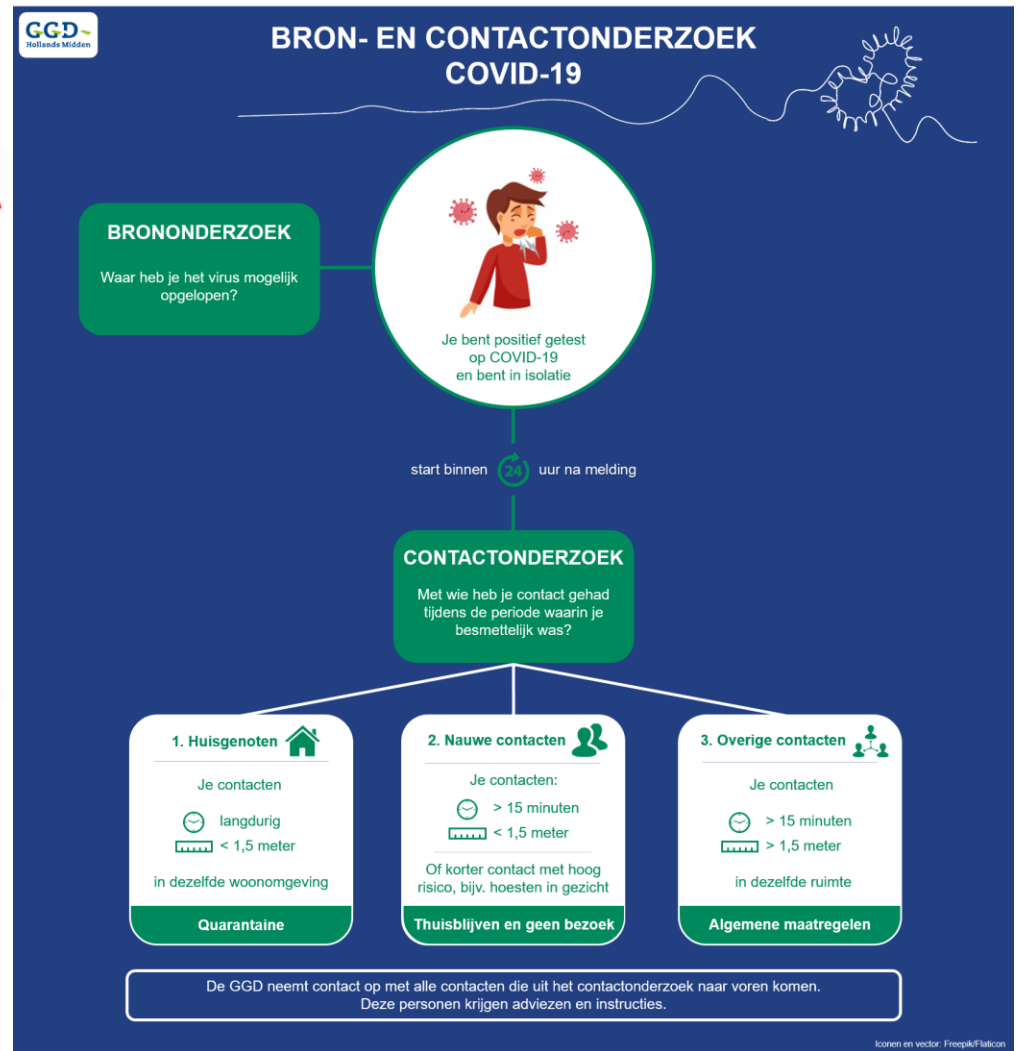 GGD
Hollands Midden
BRON- EN CONTACTONDERZOEK
COVID-19
BRONONDERZOEK
Waar heb je het virus mogelijk
opgelopen?
Je bent positief getest
op COVID-19
en bent in isolatie
start binnen 24 uur na melding
CONTACTONDERZOEK
Met wie heb je contact gehad
tijdens de periode waarin je
besmettelijk was?
1. Huisgenoten
Je contacten
langdurig
< 1,5 meter
in dezelfde woonomgeving
Quarantaine
2. Nauwe contacten
Je contacten:
> 15 minuten
< 1,5 meter
Of korter contact met hoog
risico, bijv. hoesten in gezicht
Thuisblijven en geen bezoek
3. Overige contacten
Je contacten
> 15 minuten
> 1,5 meter
in dezelfde ruimte
Algemene maatregelen
De GGD neemt contact op met alle contacten die uit het contactonderzoek naar voren komen.
Deze personen krijgen adviezen en instructies.
Iconen en vector: Freepik/Flaticon